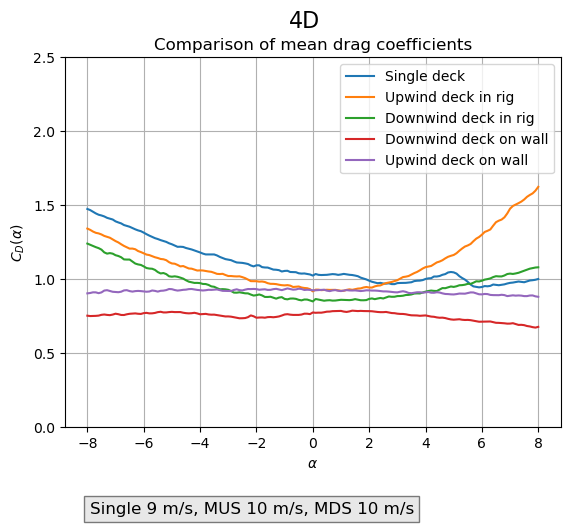 4D
Comparison of mean drag coefficients
Single deck
Upwind deck in rig
Downwind deck in rig
Downwind deck on wall
Upwind deck on wall
2.5
2.0
1.5
1.0
0.5
0.0
C_D(α)
−8 −6 −4 −2 0 2 4 6 8
α
Single 9 m/s, MUS 10 m/s, MDS 10 m/s